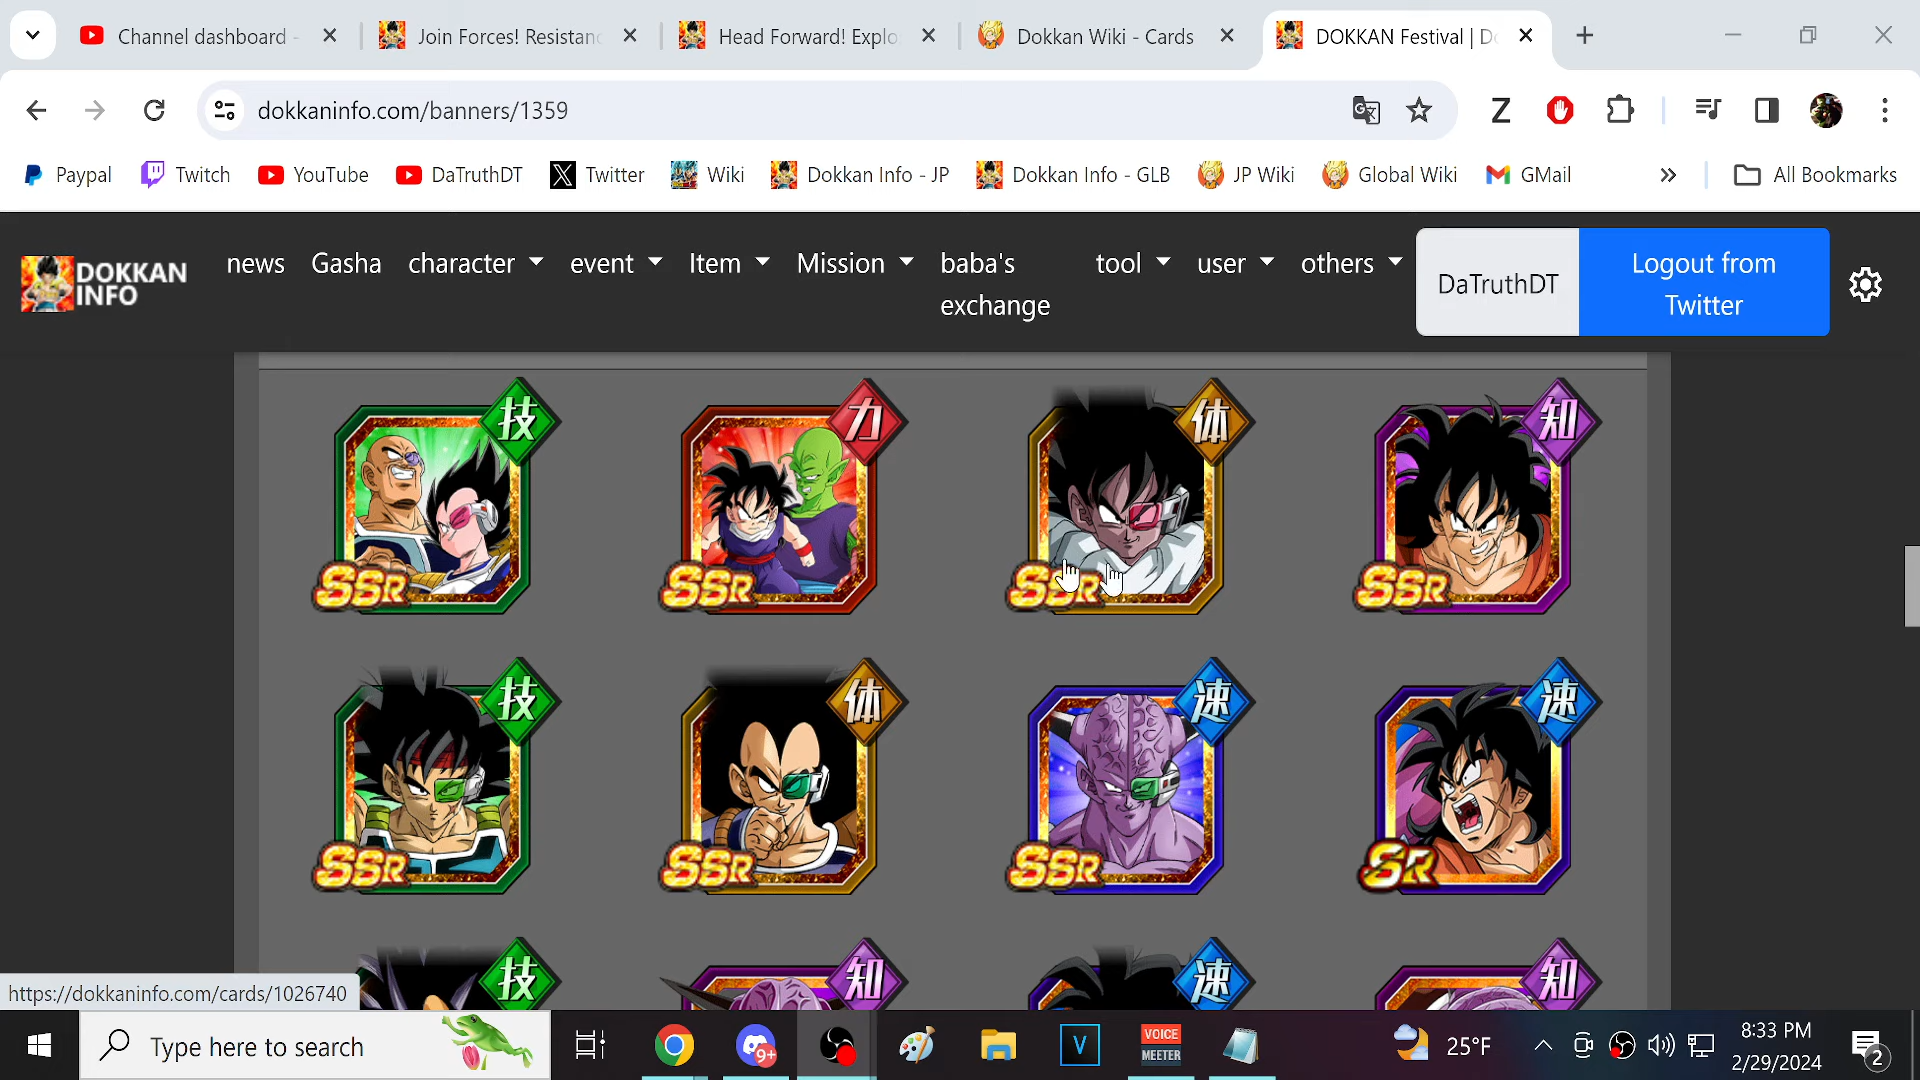 Channel dashboard -
Join Forces! Resistanc
Head Forward! Explo
Dokkan Wiki - Cards
DOKKAN Festival | Do
dokkaninfo.com/banners/1359
Z
Paypal
Twitch
YouTube
DaTruthDT
Twitter
Wiki
Dokkan Info - JP
Dokkan Info - GLB
JP Wiki
Global Wiki
GMail
All Bookmarks
DOKKAN
INFO
news
Gasha
character
event
Item
Mission
baba's
exchange
tool
user
others
DaTruthDT
Logout from
Twitter
技
力
体
知
SSR
SSR
SSR
SSR
技
体
速
速
SSR
SSR
SSR
SR
技
知
速
知
https://dokkaninfo.com/cards/1026740
Type here to search
9+
V
VOICE
MEETER
25°F
8:33 PM
2/29/2024
2